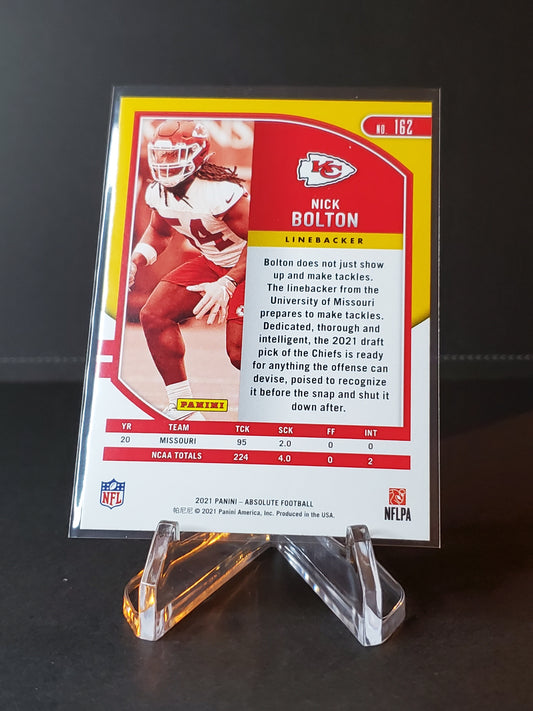 NO. 162
KC
NICK
BOLTON
LINEBACKER
Bolton does not just show
up and make tackles.
The linebacker from the
University of Missouri
prepares to make tackles.
Dedicated, thorough and
intelligent, the 2021 draft
pick of the Chiefs is ready
for anything the offense can
devise, poised to recognize
it before the snap and shut it
down after.
54
PANINI
YR TEAM TCK SCK FF INT
20 MISSOURI 95 2.0 0 0
NCAA TOTALS 224 4.0 0 2
NFL
2021 PANINI – ABSOLUTE FOOTBALL
帕尼尼 © 2021 Panini America, Inc. Produced in the USA.
NFLPA